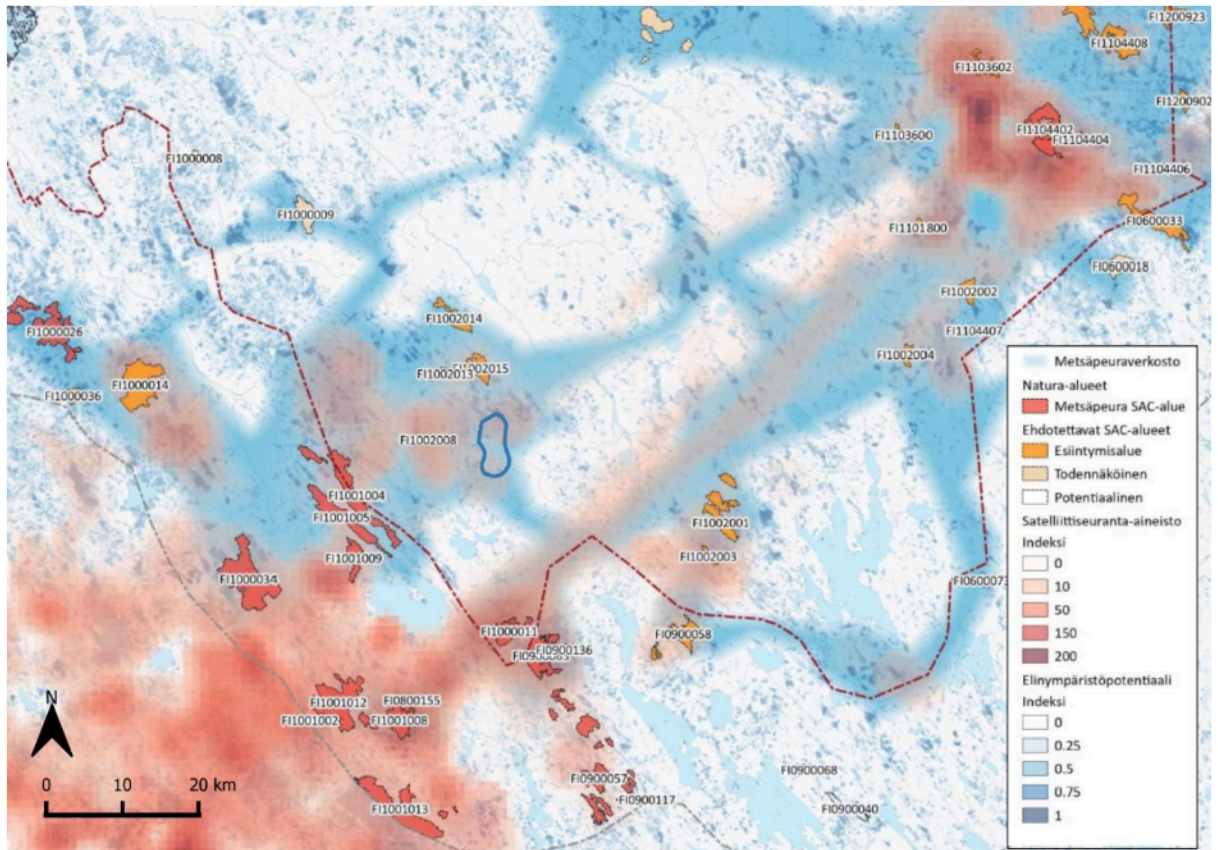 FI1200923
FI1104408
FI1103602
FI1200902
FI1103600
FI1104402
FI1104404
FI1000008
FI1104406
FI1000009
FI1101800
FI0600033
FI0600018
FI1002002
FI1002014
FI1000026
FI1104407
FI1002004
FI1002013
FI1002015
FI1000014
FI1000036
FI1002008
FI1001004
FI1001005
FI1002001
FI1001009
FI1002003
FI1000034
FI0600073
FI1000011
FI0900058
FI0900136
FI1001012
FI0800155
FI1001002
FI1001008
FI0900057
FI0900068
FI0900117
FI0900040
FI1001013
N
0 10 20 km
Metsäpeuraverkosto
Natura-alueet
Metsäpeura SAC-alue
Ehdotettavat SAC-alueet
Esiintymisalue
Todennäköinen
Potentiaalinen
Satelliittiseuranta-aineisto
Indeksi
0
10
50
150
200
Elinympäristöpotentiaali
Indeksi
0
0.25
0.5
0.75
1